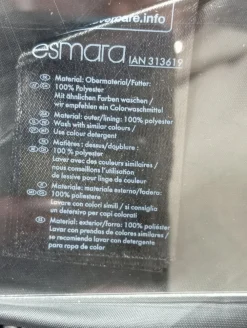 care.info
esmara IAN 313619
Material: Obermaterial/Futter:
100% Polyester
Mit ähnlichen Farben waschen /
wir empfehlen ein Colorwaschmittel
Material: outer/lining: 100% polyester
Wash with similar colours /
Use colour detergent
Matières : dessus/doublure :
100 % polyester
Laver avec des couleurs similaires /
nous conseillons l'utilisation
de lessive pour linge de couleur
Materiale: materiale esterno/fodera:
100% poliestere
Lavare con colori simili / si consiglia
un detersivo per capi colorati
Material: exterior/forro: 100% poliéster
Lavar con prendas de colores similares /
se recomienda lavar con detergente
para ropa de color